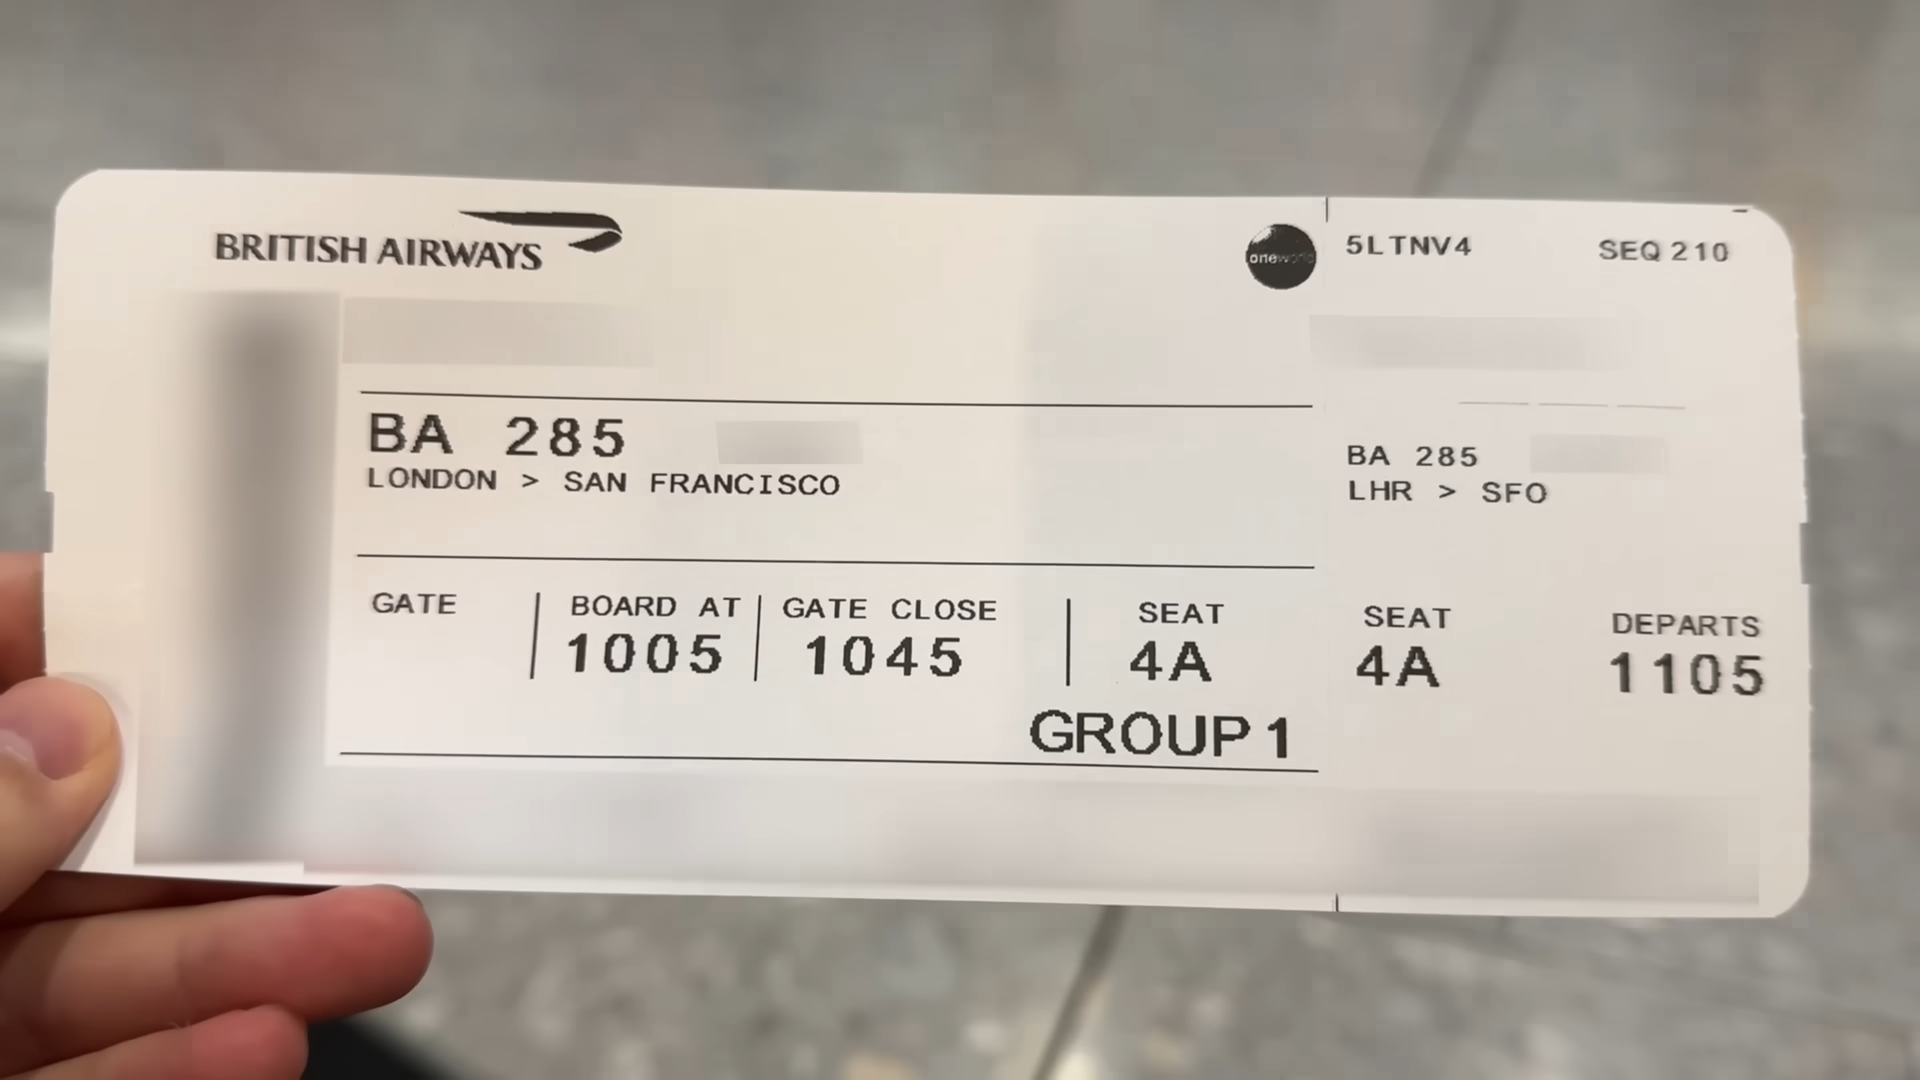 BRITISH AIRWAYS
oneworld
5LTNV4 SEQ 210
BA 285
LONDON > SAN FRANCISCO
BA 285
LHR > SFO
GATE BOARD AT GATE CLOSE SEAT
1005 1045 4A
GROUP 1
SEAT DEPARTS
4A 1105